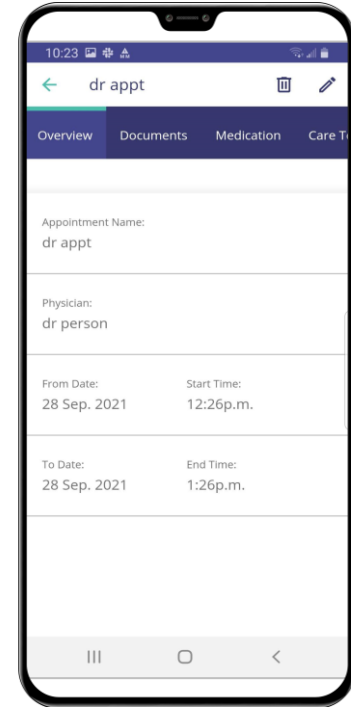 10:23
dr appt
Overview Documents Medication Care T
Appointment Name:
dr appt
Physician:
dr person
From Date: Start Time:
28 Sep. 2021 12:26p.m.
To Date: End Time:
28 Sep. 2021 1:26p.m.